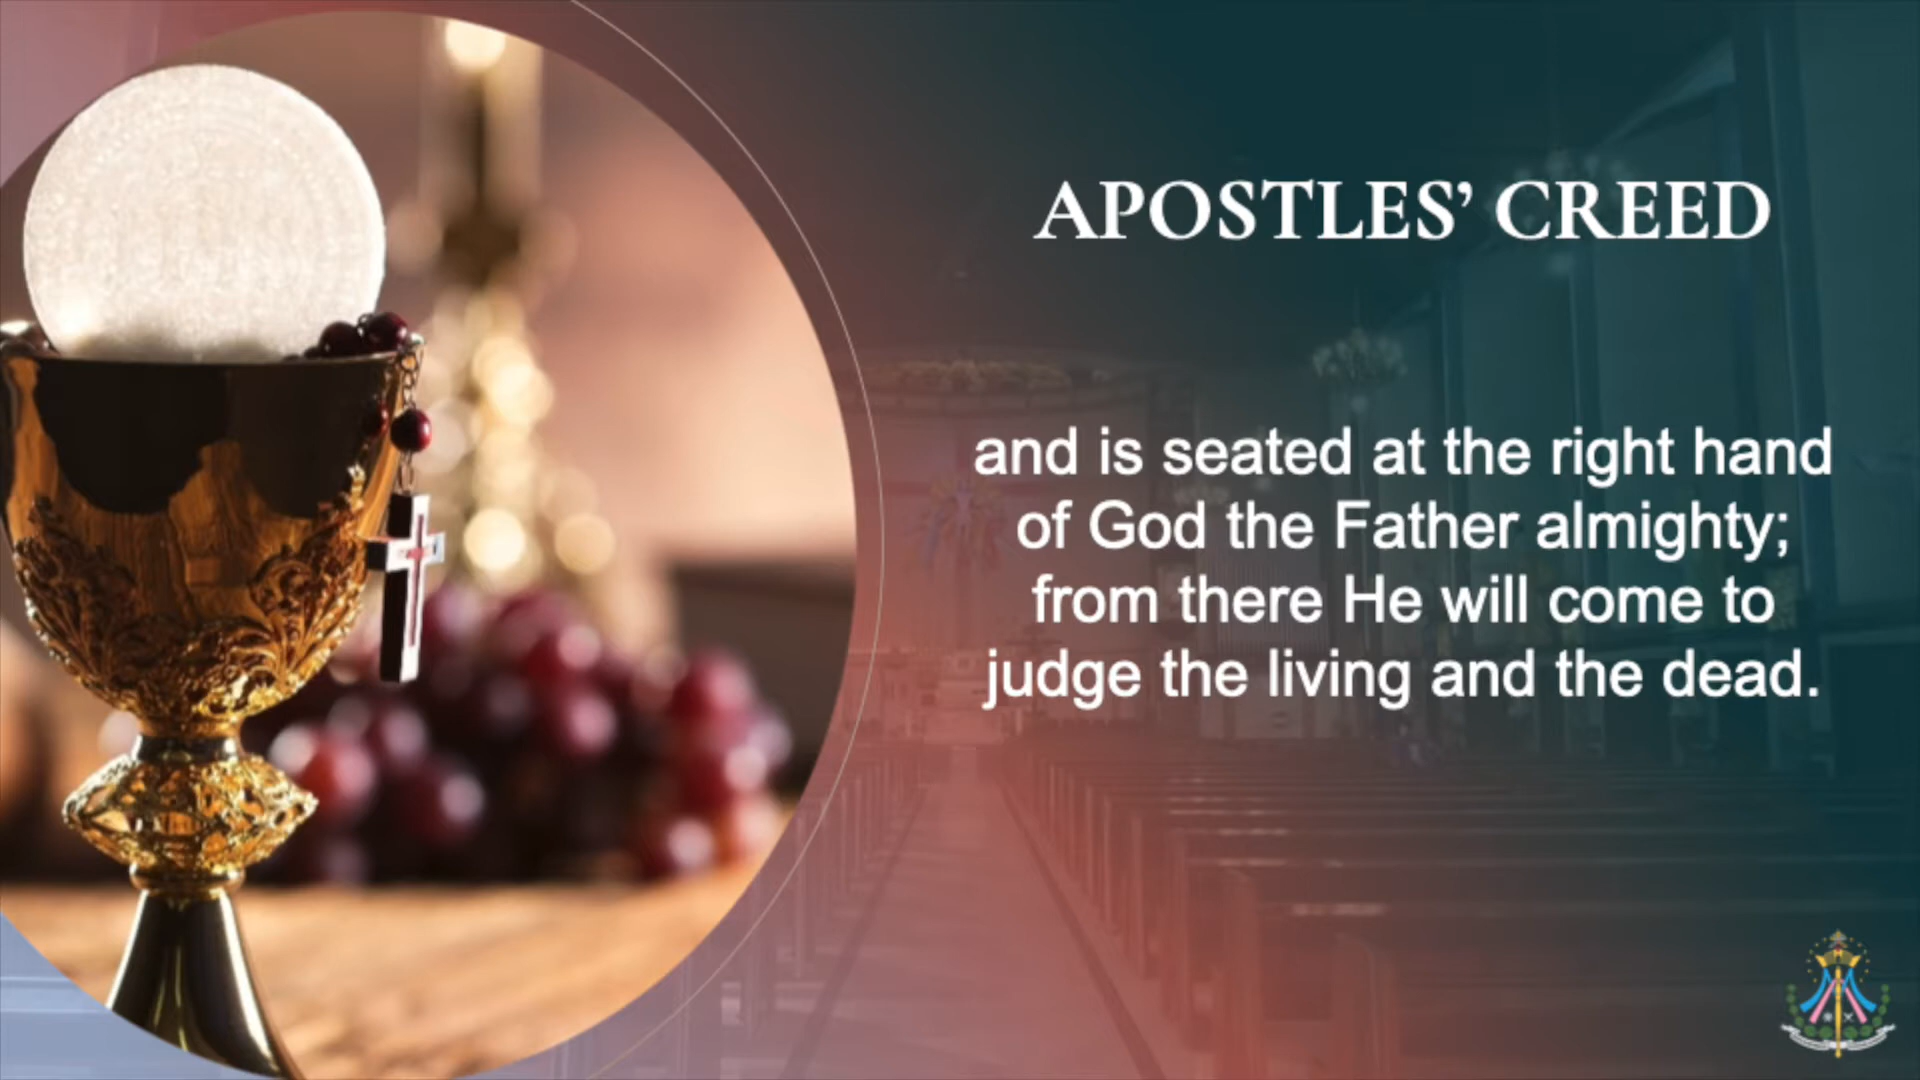 APOSTLES’ CREED
and is seated at the right hand
of God the Father almighty;
from there He will come to
judge the living and the dead.